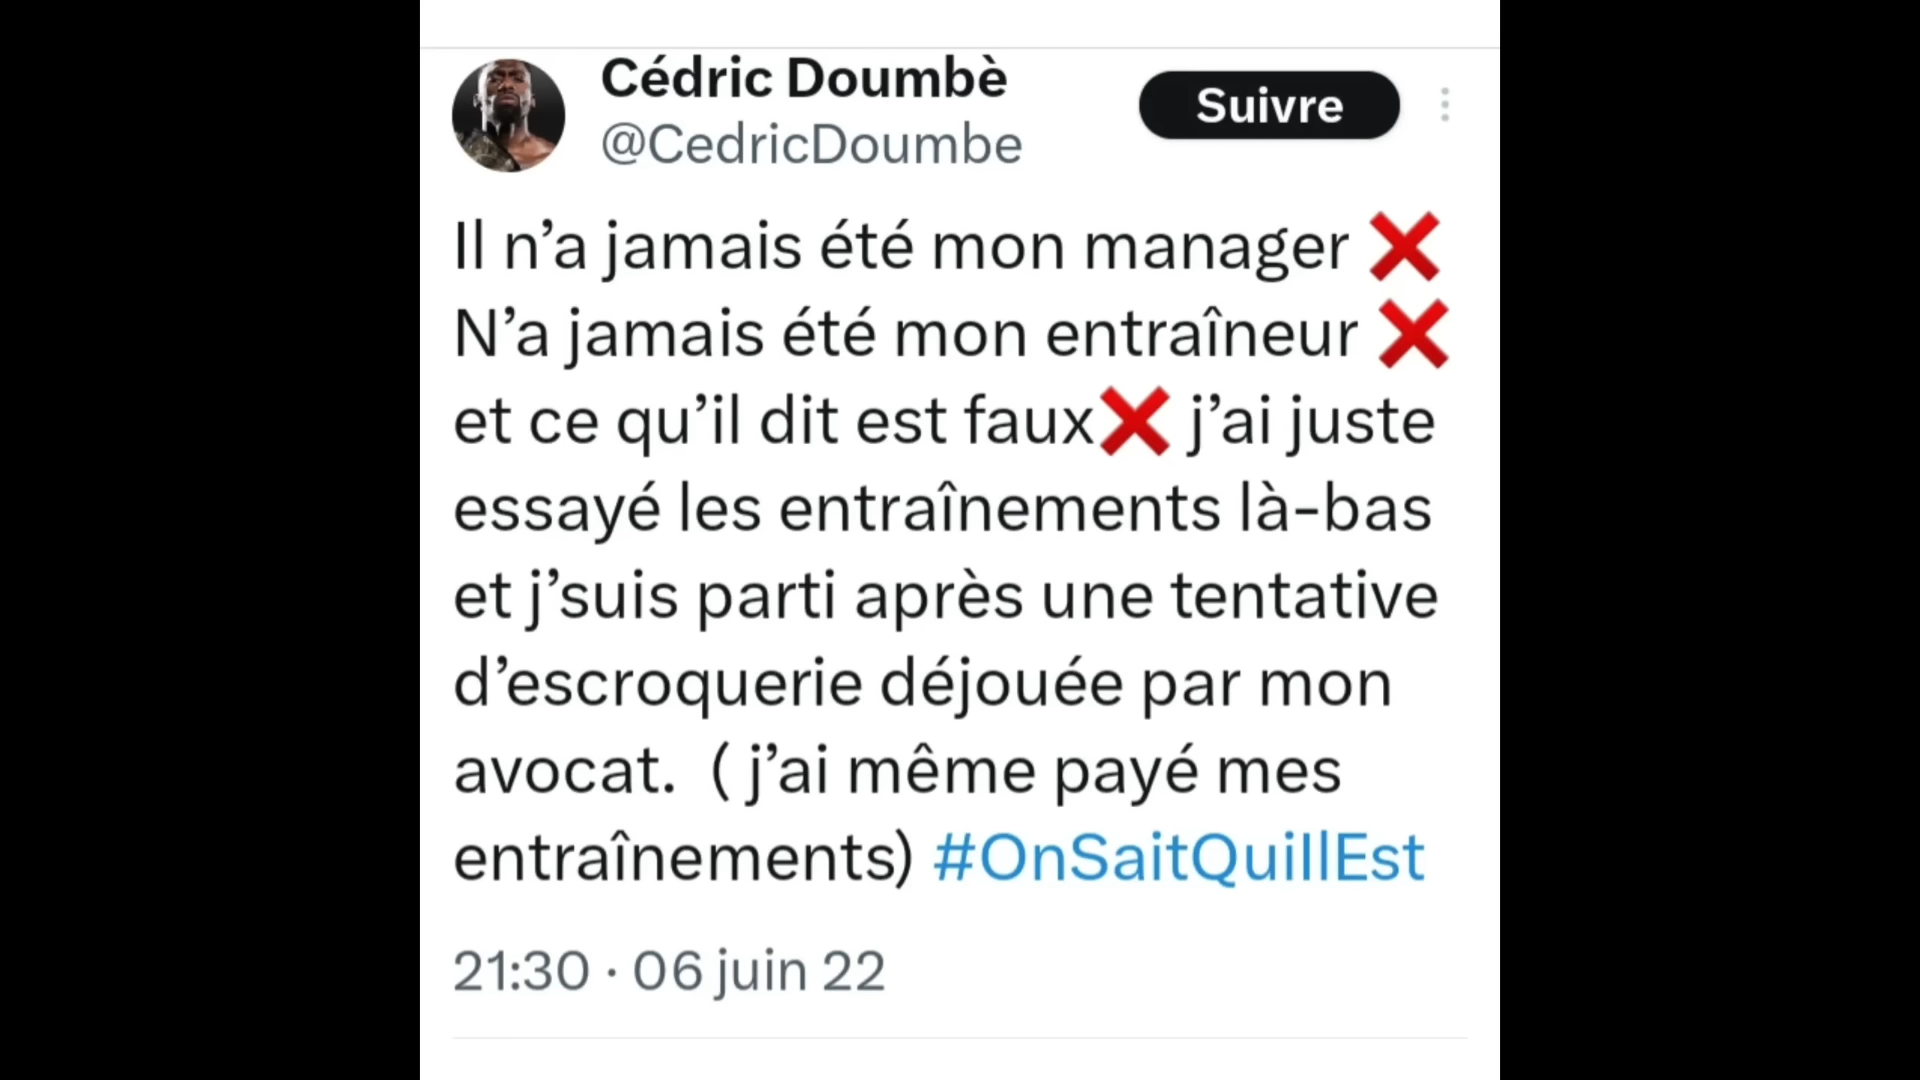 Cédric Doumbè
Suivre
@CedricDoumbe
Il n’a jamais été mon manager ❌
N’a jamais été mon entraîneur ❌
et ce qu’il dit est faux❌ j’ai juste
essayé les entraînements là-bas
et j’suis parti après une tentative
d’escroquerie déjouée par mon
avocat.  ( j’ai même payé mes
entraînements) #OnSaitQuiIlEst
21:30 · 06 juin 22